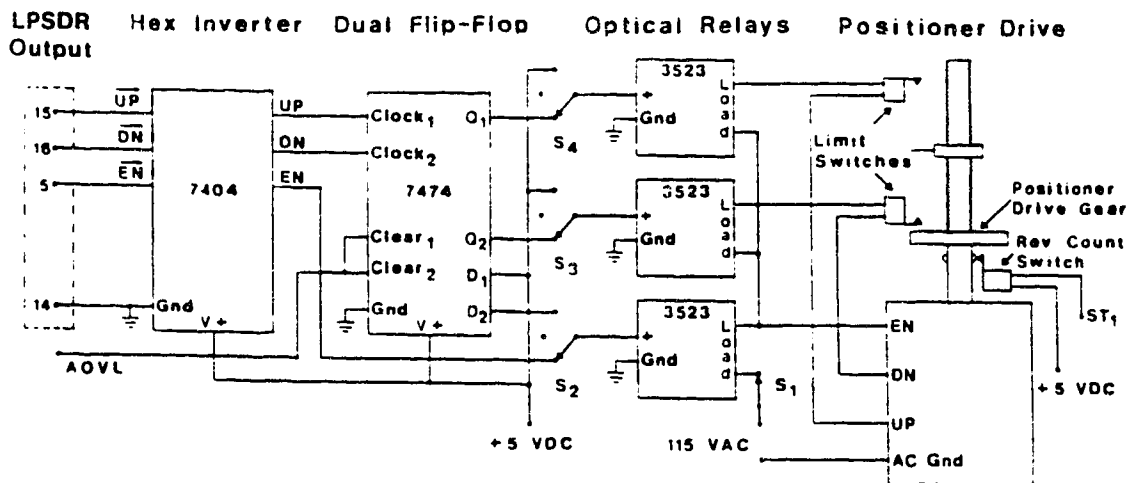 LPSDR Output
Hex Inverter
Dual Flip-Flop
Optical Relays
Positioner Drive
15 UP
16 DN
5 EN
14 Gnd
7404
V+
UP
DN
EN
AOVL
Clock1
Clock2
7474
Clear1
Clear2
Gnd
V+
Q1
Q2
D1
D2
S4
S3
S2
+5 VDC
3523
+
Gnd
Load
3523
+
Gnd
Load
3523
+
Gnd
Load
S1
115 VAC
Limit Switches
Positioner Drive Gear
Rev Count Switch
ST1
+5 VDC
EN
DN
UP
AC Gnd